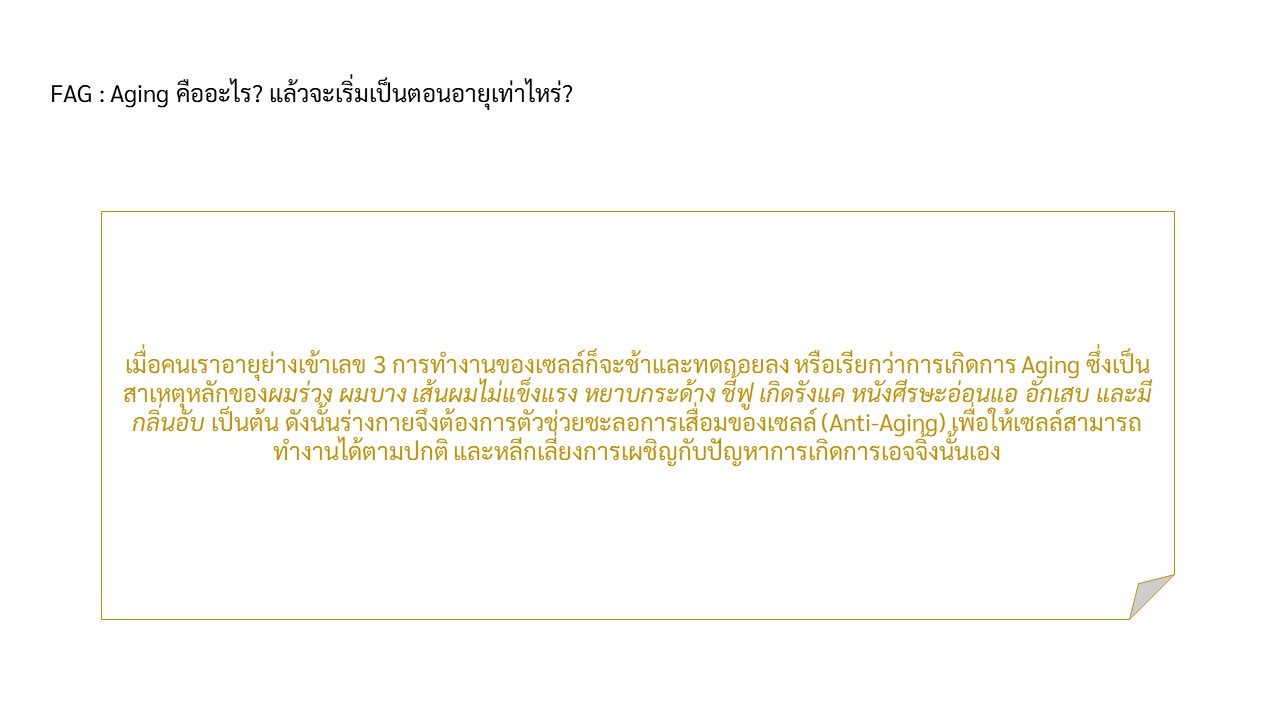 FAG : Aging คืออะไร? แล้วจะเริ่มเป็นตอนอายุเท่าไหร่?
เมื่อคนเราอายุย่างเข้าเลข 3 การทำงานของเซลล์ก็จะช้าและทดถอยลง หรือเรียกว่าการเกิดการ Aging ซึ่งเป็น
สาเหตุหลักของผมร่วง ผมบาง เส้นผมไม่แข็งแรง หยาบกระด้าง ชี้ฟู เกิดรังแค หนังศีรษะอ่อนแอ อักเสบ และมี
กลิ่นอับ เป็นต้น ดังนั้นร่างกายจึงต้องการตัวช่วยชะลอการเสื่อมของเซลล์ (Anti-Aging) เพื่อให้เซลล์สามารถ
ทำงานได้ตามปกติ และหลีกเลี่ยงการเผชิญกับปัญหาการเกิดการเอจจิ้งนั้นเอง